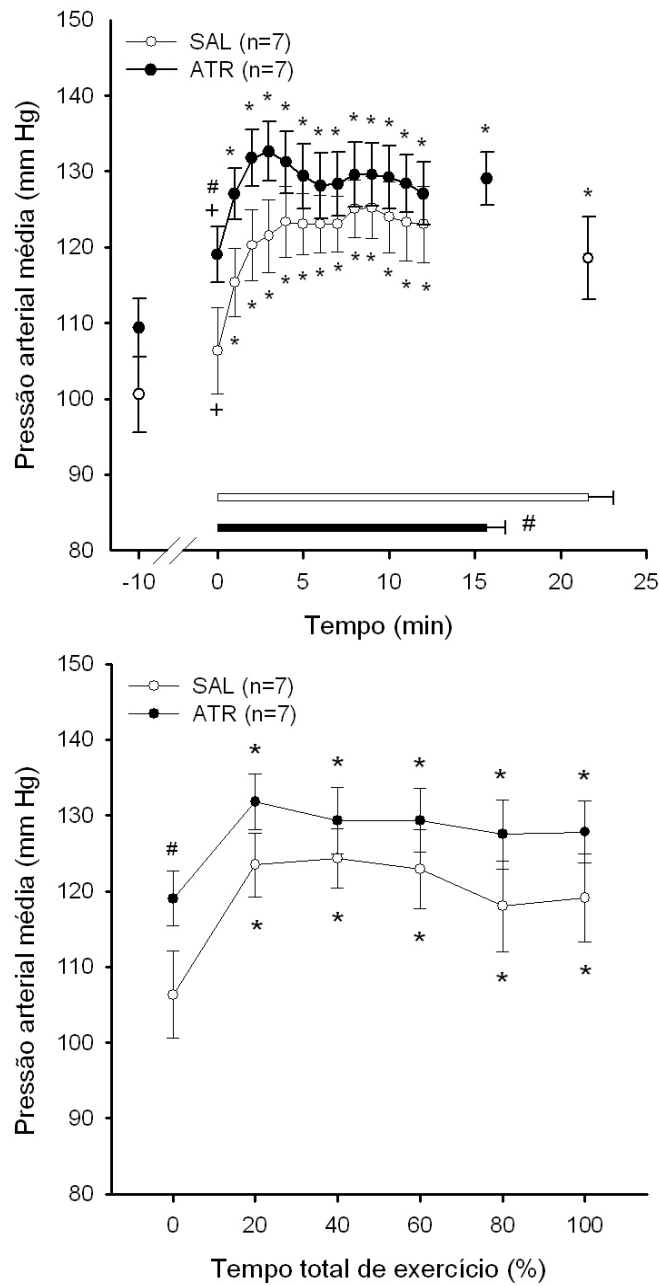 150
140
130
120
110
100
90
80
Pressão arterial média (mm Hg)
SAL (n=7)
ATR (n=7)
* * * * * * * * * * * * * *
#
+
* * * * * * * * * * * *
+
#
-10 0 5 10 15 20 25
Tempo (min)
150
140
130
120
110
100
90
80
Pressão arterial média (mm Hg)
SAL (n=7)
ATR (n=7)
* * * * *
#
* * * * *
0 20 40 60 80 100
Tempo total de exercício (%)